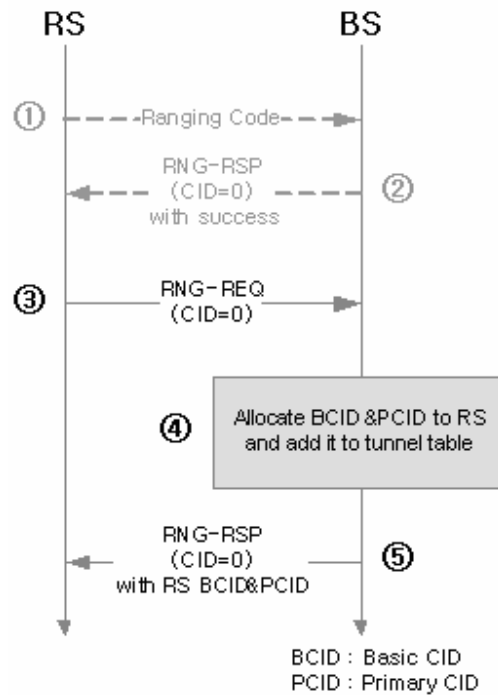 RS
BS
①
Ranging Code
RNG-RSP
(CID=0)
with success
②
③
RNG-REQ
(CID=0)
④
Allocate BCID&PCID to RS
and add it to tunnel table
RNG-RSP
(CID=0)
with RS BCID&PCID
⑤
BCID : Basic CID
PCID : Primary CID